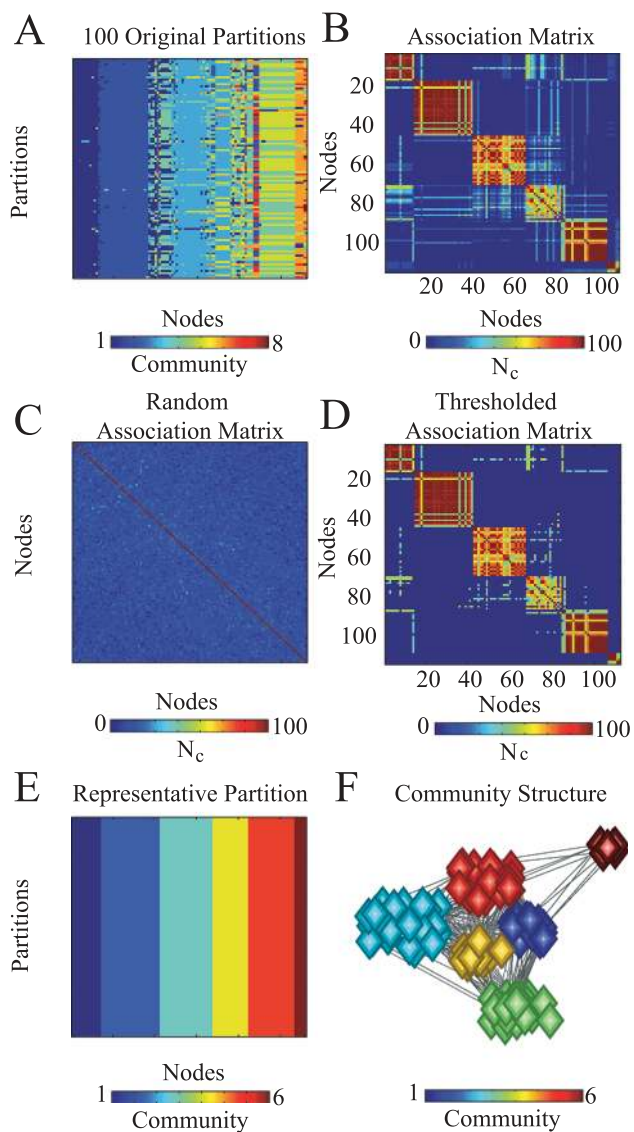 A 100 Original Partitions
Partitions
Nodes
1 8
Community
B Association Matrix
Nodes
20
40
60
80
100
20 40 60 80 100
Nodes
0 100
N_c
C Random
Association Matrix
Nodes
Nodes
0 100
N_c
D Thresholded
Association Matrix
Nodes
20
40
60
80
100
20 40 60 80 100
Nodes
0 100
N_c
E Representative Partition
Partitions
Nodes
1 6
Community
F Community Structure
1 6
Community